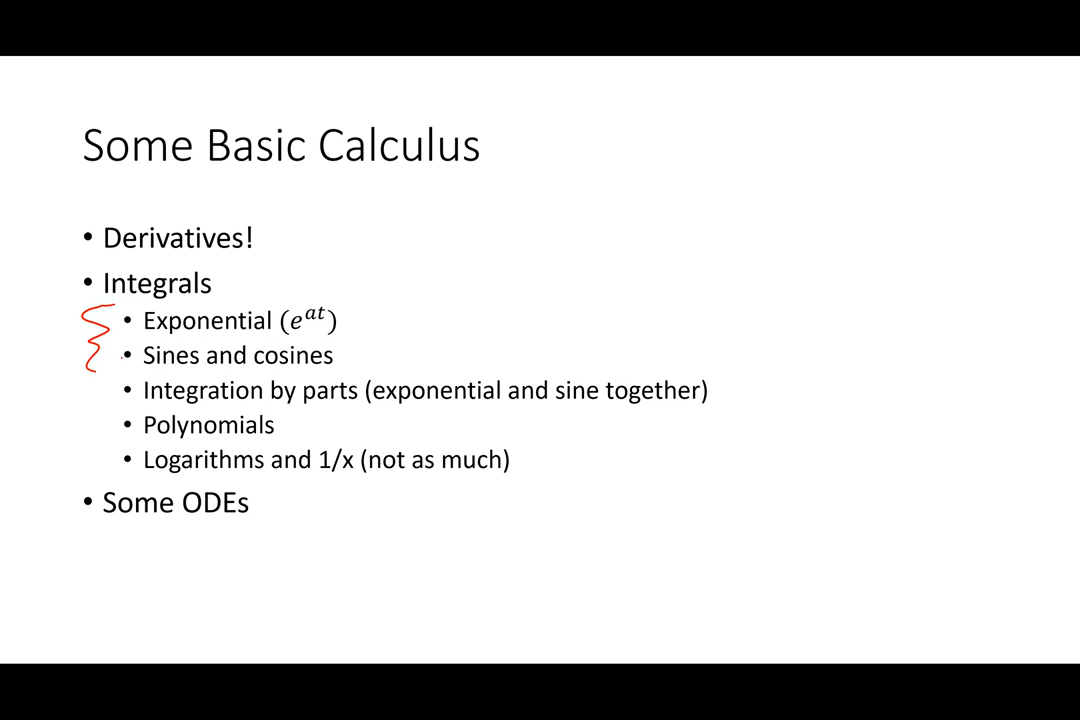 Some Basic Calculus
• Derivatives!
• Integrals
• Exponential (e^{at})
• Sines and cosines
• Integration by parts (exponential and sine together)
• Polynomials
• Logarithms and 1/x (not as much)
• Some ODEs